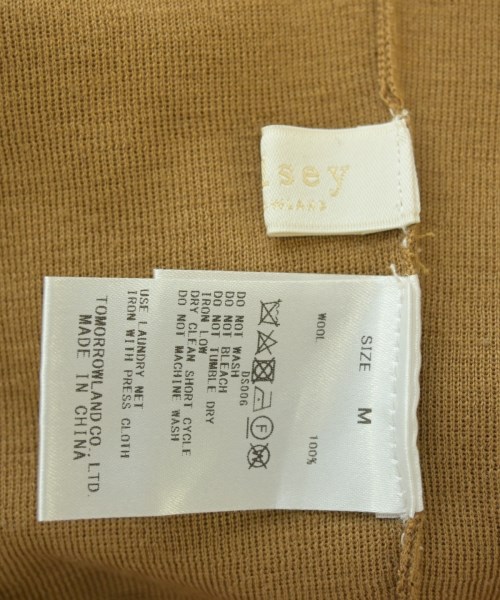 sey
SIZE M
WOOL 100%
DS006
DO NOT WASH
DO NOT BLEACH
DO NOT TUMBLE DRY
IRON LOW
DRY CLEAN SHORT CYCLE
DO NOT MACHINE WASH
USE LAUNDRY NET
IRON WITH PRESS CLOTH
TOMORROWLAND CO., LTD.
MADE IN CHINA